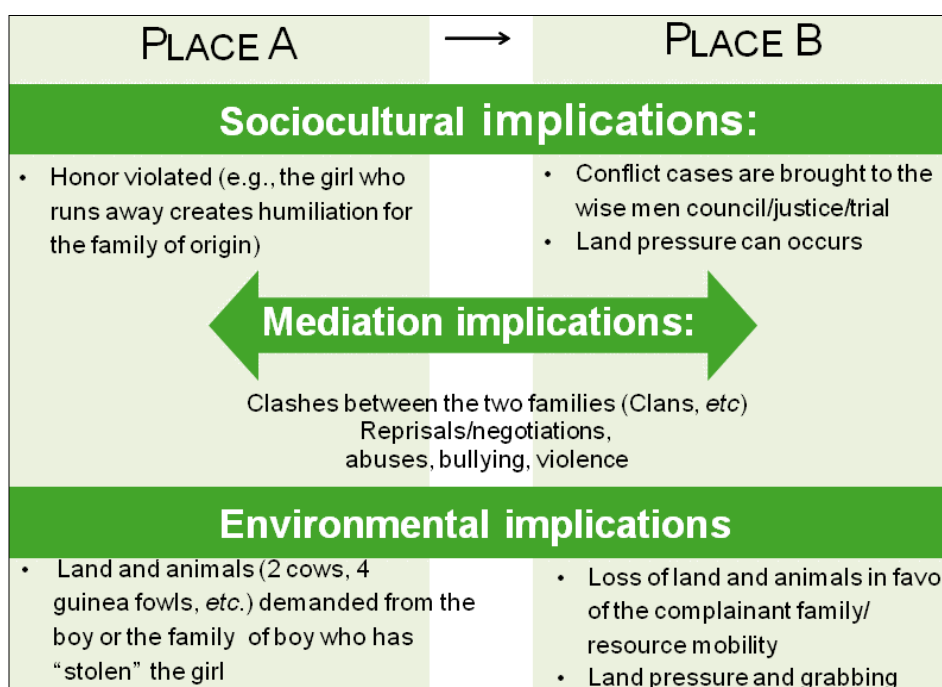 PLACE A → PLACE B
Sociocultural implications:
• Honor violated (e.g., the girl who
runs away creates humiliation for
the family of origin)
• Conflict cases are brought to the
wise men council/justice/trial
• Land pressure can occurs
Mediation implications:
Clashes between the two families (Clans, etc)
Reprisals/negotiations,
abuses, bullying, violence
Environmental implications
• Land and animals (2 cows, 4
guinea fowls, etc.) demanded from the
boy or the family of boy who has
“stolen” the girl
• Loss of land and animals in favo
of the complainant family/
resource mobility
• Land pressure and grabbing